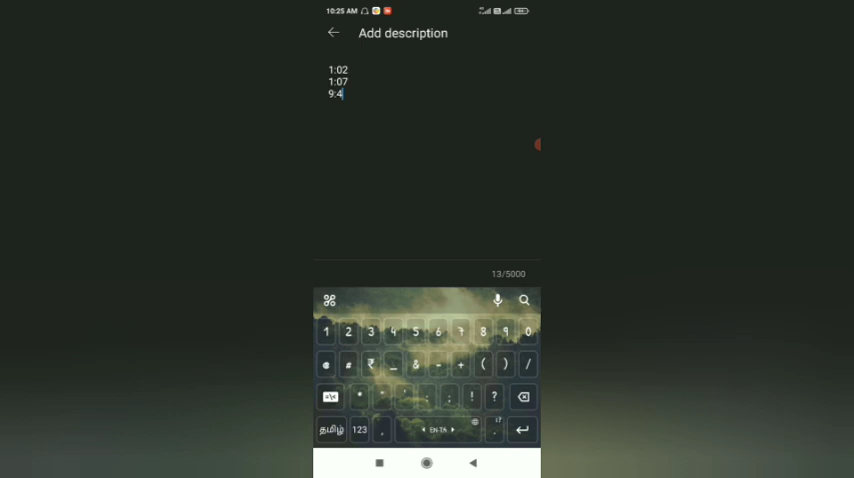 10:25 AM
Add description
1:02
1:07
9:4
13/5000
1 2 3 4 5 6 7 8 9 0
@ # ₹ _ & - + ( ) /
=\< * " ' : ; ! ?
தமிழ் 123 , EN-TA .